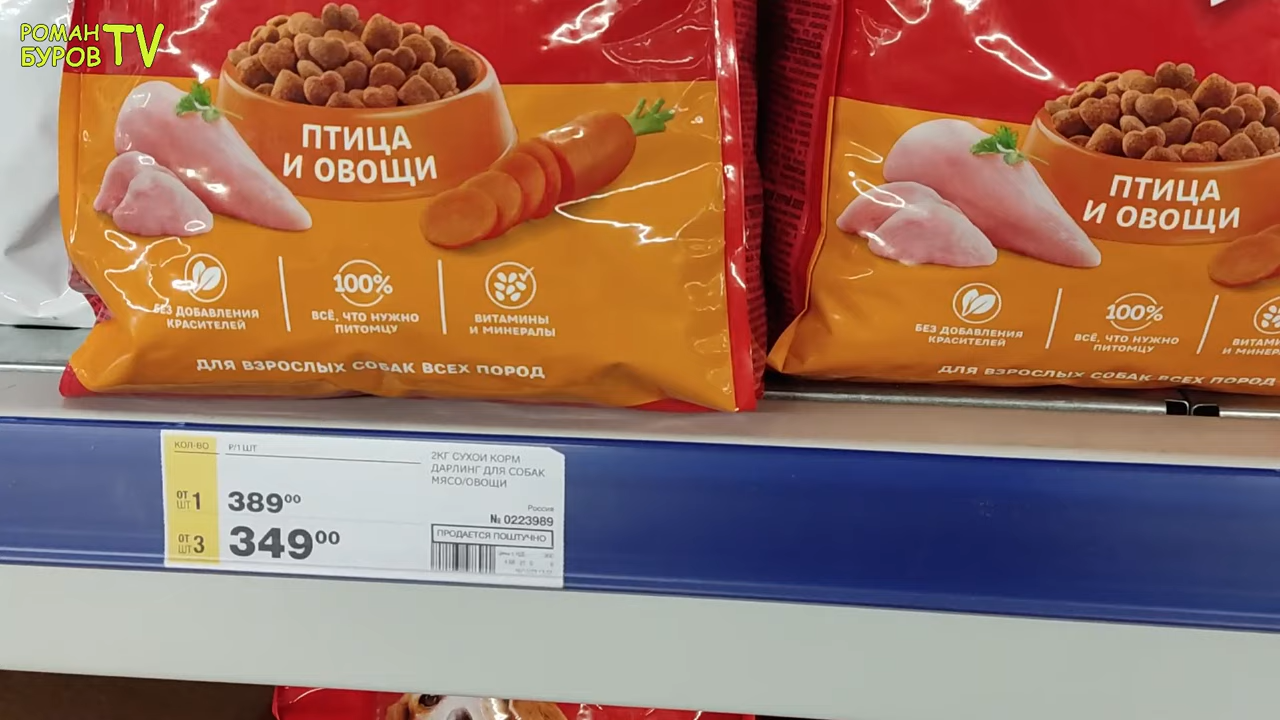 РОМАН
БУРОВ TV
ПТИЦА
И ОВОЩИ
БЕЗ ДОБАВЛЕНИЯ
КРАСИТЕЛЕЙ
100%
ВСЁ, ЧТО НУЖНО
ПИТОМЦУ
ВИТАМИНЫ
И МИНЕРАЛЫ
ДЛЯ ВЗРОСЛЫХ СОБАК ВСЕХ ПОРОД
ПТИЦА
И ОВОЩИ
БЕЗ ДОБАВЛЕНИЯ
КРАСИТЕЛЕЙ
100%
ВСЁ, ЧТО НУЖНО
ПИТОМЦУ
ДЛЯ ВЗРОСЛЫХ СОБАК ВСЕХ ПОРОД
КОЛ-ВО Р/1 ШТ
2КГ СУХОЙ КОРМ
ДАРЛИНГ ДЛЯ СОБАК
МЯСО/ОВОЩИ
ОТ 1 ШТ 389⁰⁰
Россия
№ 0223989
ОТ 3 ШТ 349⁰⁰
ПРОДАЕТСЯ ПОШТУЧНО